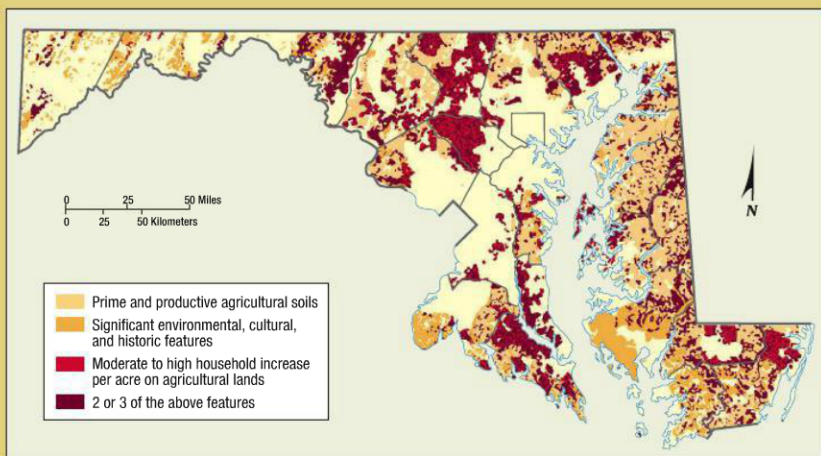 0 25 50 Miles
0 25 50 Kilometers
N
Prime and productive agricultural soils
Significant environmental, cultural,
and historic features
Moderate to high household increase
per acre on agricultural lands
2 or 3 of the above features